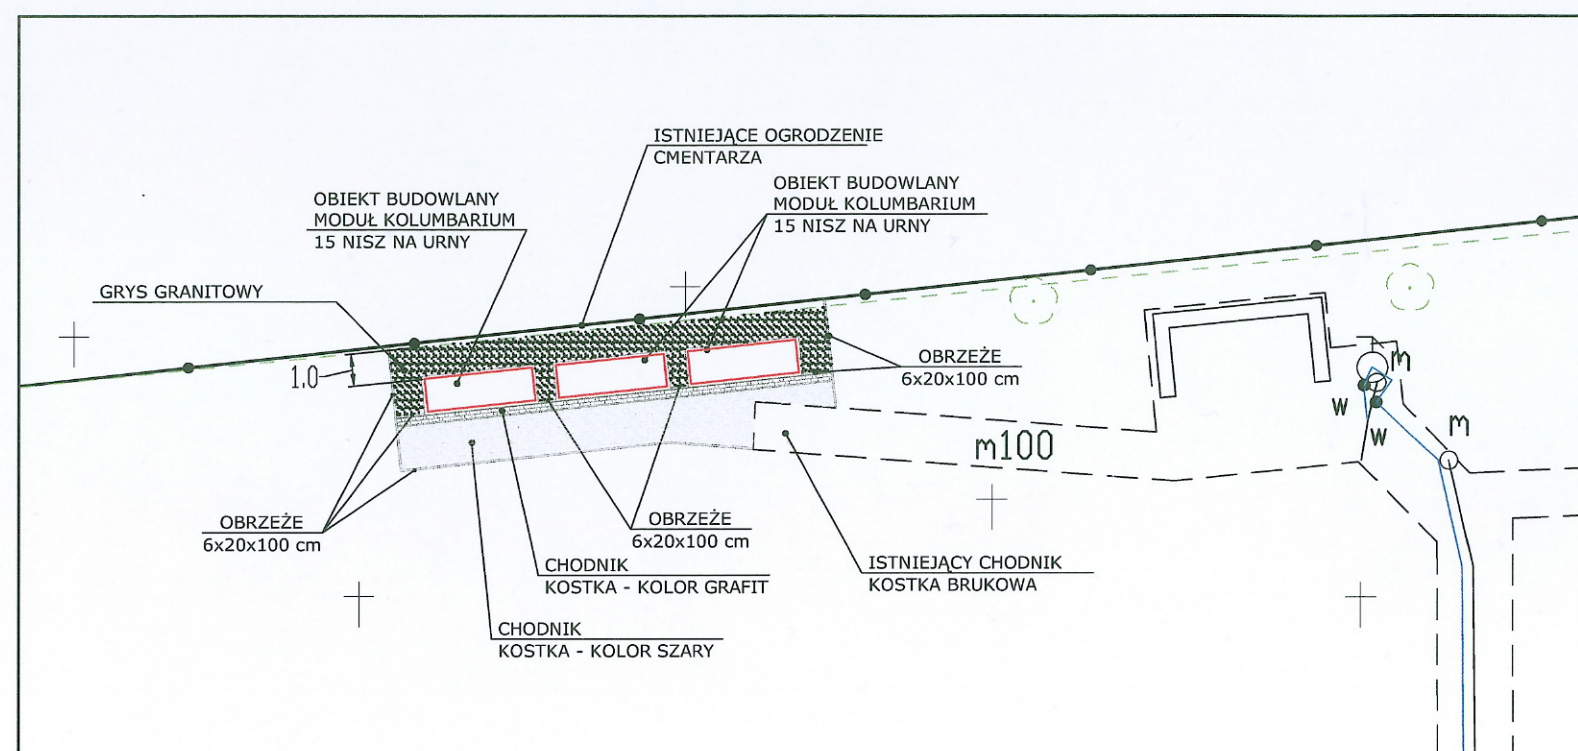 ISTNIEJĄCE OGRODZENIE
CMENTARZA
OBIEKT BUDOWLANY
MODUŁ KOLUMBARIUM
15 NISZ NA URNY
OBIEKT BUDOWLANY
MODUŁ KOLUMBARIUM
15 NISZ NA URNY
GRYS GRANITOWY
1.0
OBRZEŻE
6x20x100 cm
m
w
w
m
m100
OBRZEŻE
6x20x100 cm
OBRZEŻE
6x20x100 cm
CHODNIK
KOSTKA - KOLOR GRAFIT
ISTNIEJĄCY CHODNIK
KOSTKA BRUKOWA
CHODNIK
KOSTKA - KOLOR SZARY